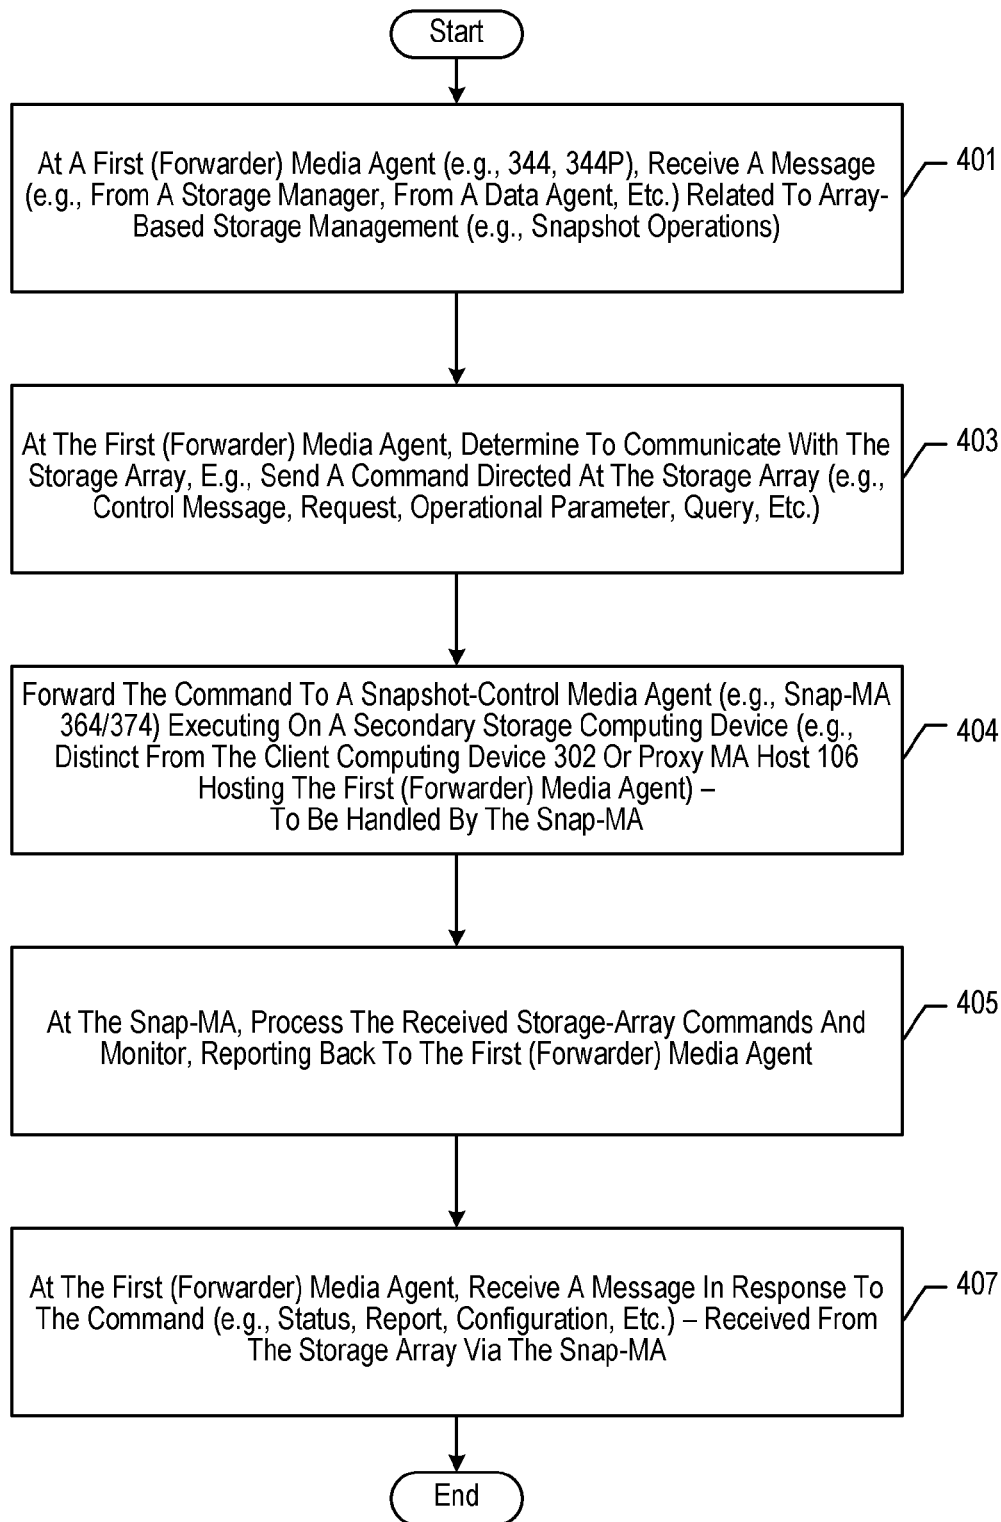 Start
At A First (Forwarder) Media Agent (e.g., 344, 344P), Receive A Message
(e.g., From A Storage Manager, From A Data Agent, Etc.) Related To Array-
Based Storage Management (e.g., Snapshot Operations)
401
At The First (Forwarder) Media Agent, Determine To Communicate With The
Storage Array, E.g., Send A Command Directed At The Storage Array (e.g.,
Control Message, Request, Operational Parameter, Query, Etc.)
403
Forward The Command To A Snapshot-Control Media Agent (e.g., Snap-MA
364/374) Executing On A Secondary Storage Computing Device (e.g.,
Distinct From The Client Computing Device 302 Or Proxy MA Host 106
Hosting The First (Forwarder) Media Agent) –
To Be Handled By The Snap-MA
404
At The Snap-MA, Process The Received Storage-Array Commands And
Monitor, Reporting Back To The First (Forwarder) Media Agent
405
At The First (Forwarder) Media Agent, Receive A Message In Response To
The Command (e.g., Status, Report, Configuration, Etc.) – Received From
The Storage Array Via The Snap-MA
407
End